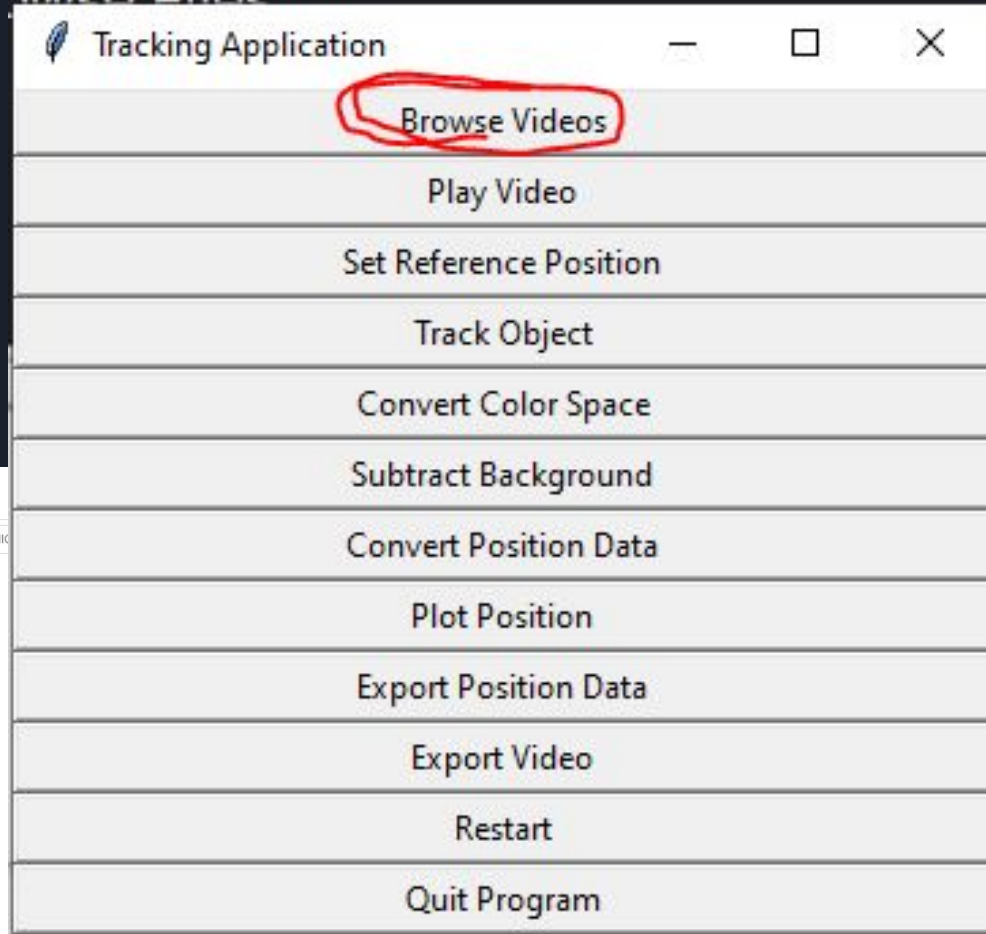 Tracking Application
Browse Videos
Play Video
Set Reference Position
Track Object
Convert Color Space
Subtract Background
Convert Position Data
Plot Position
Export Position Data
Export Video
Restart
Quit Program